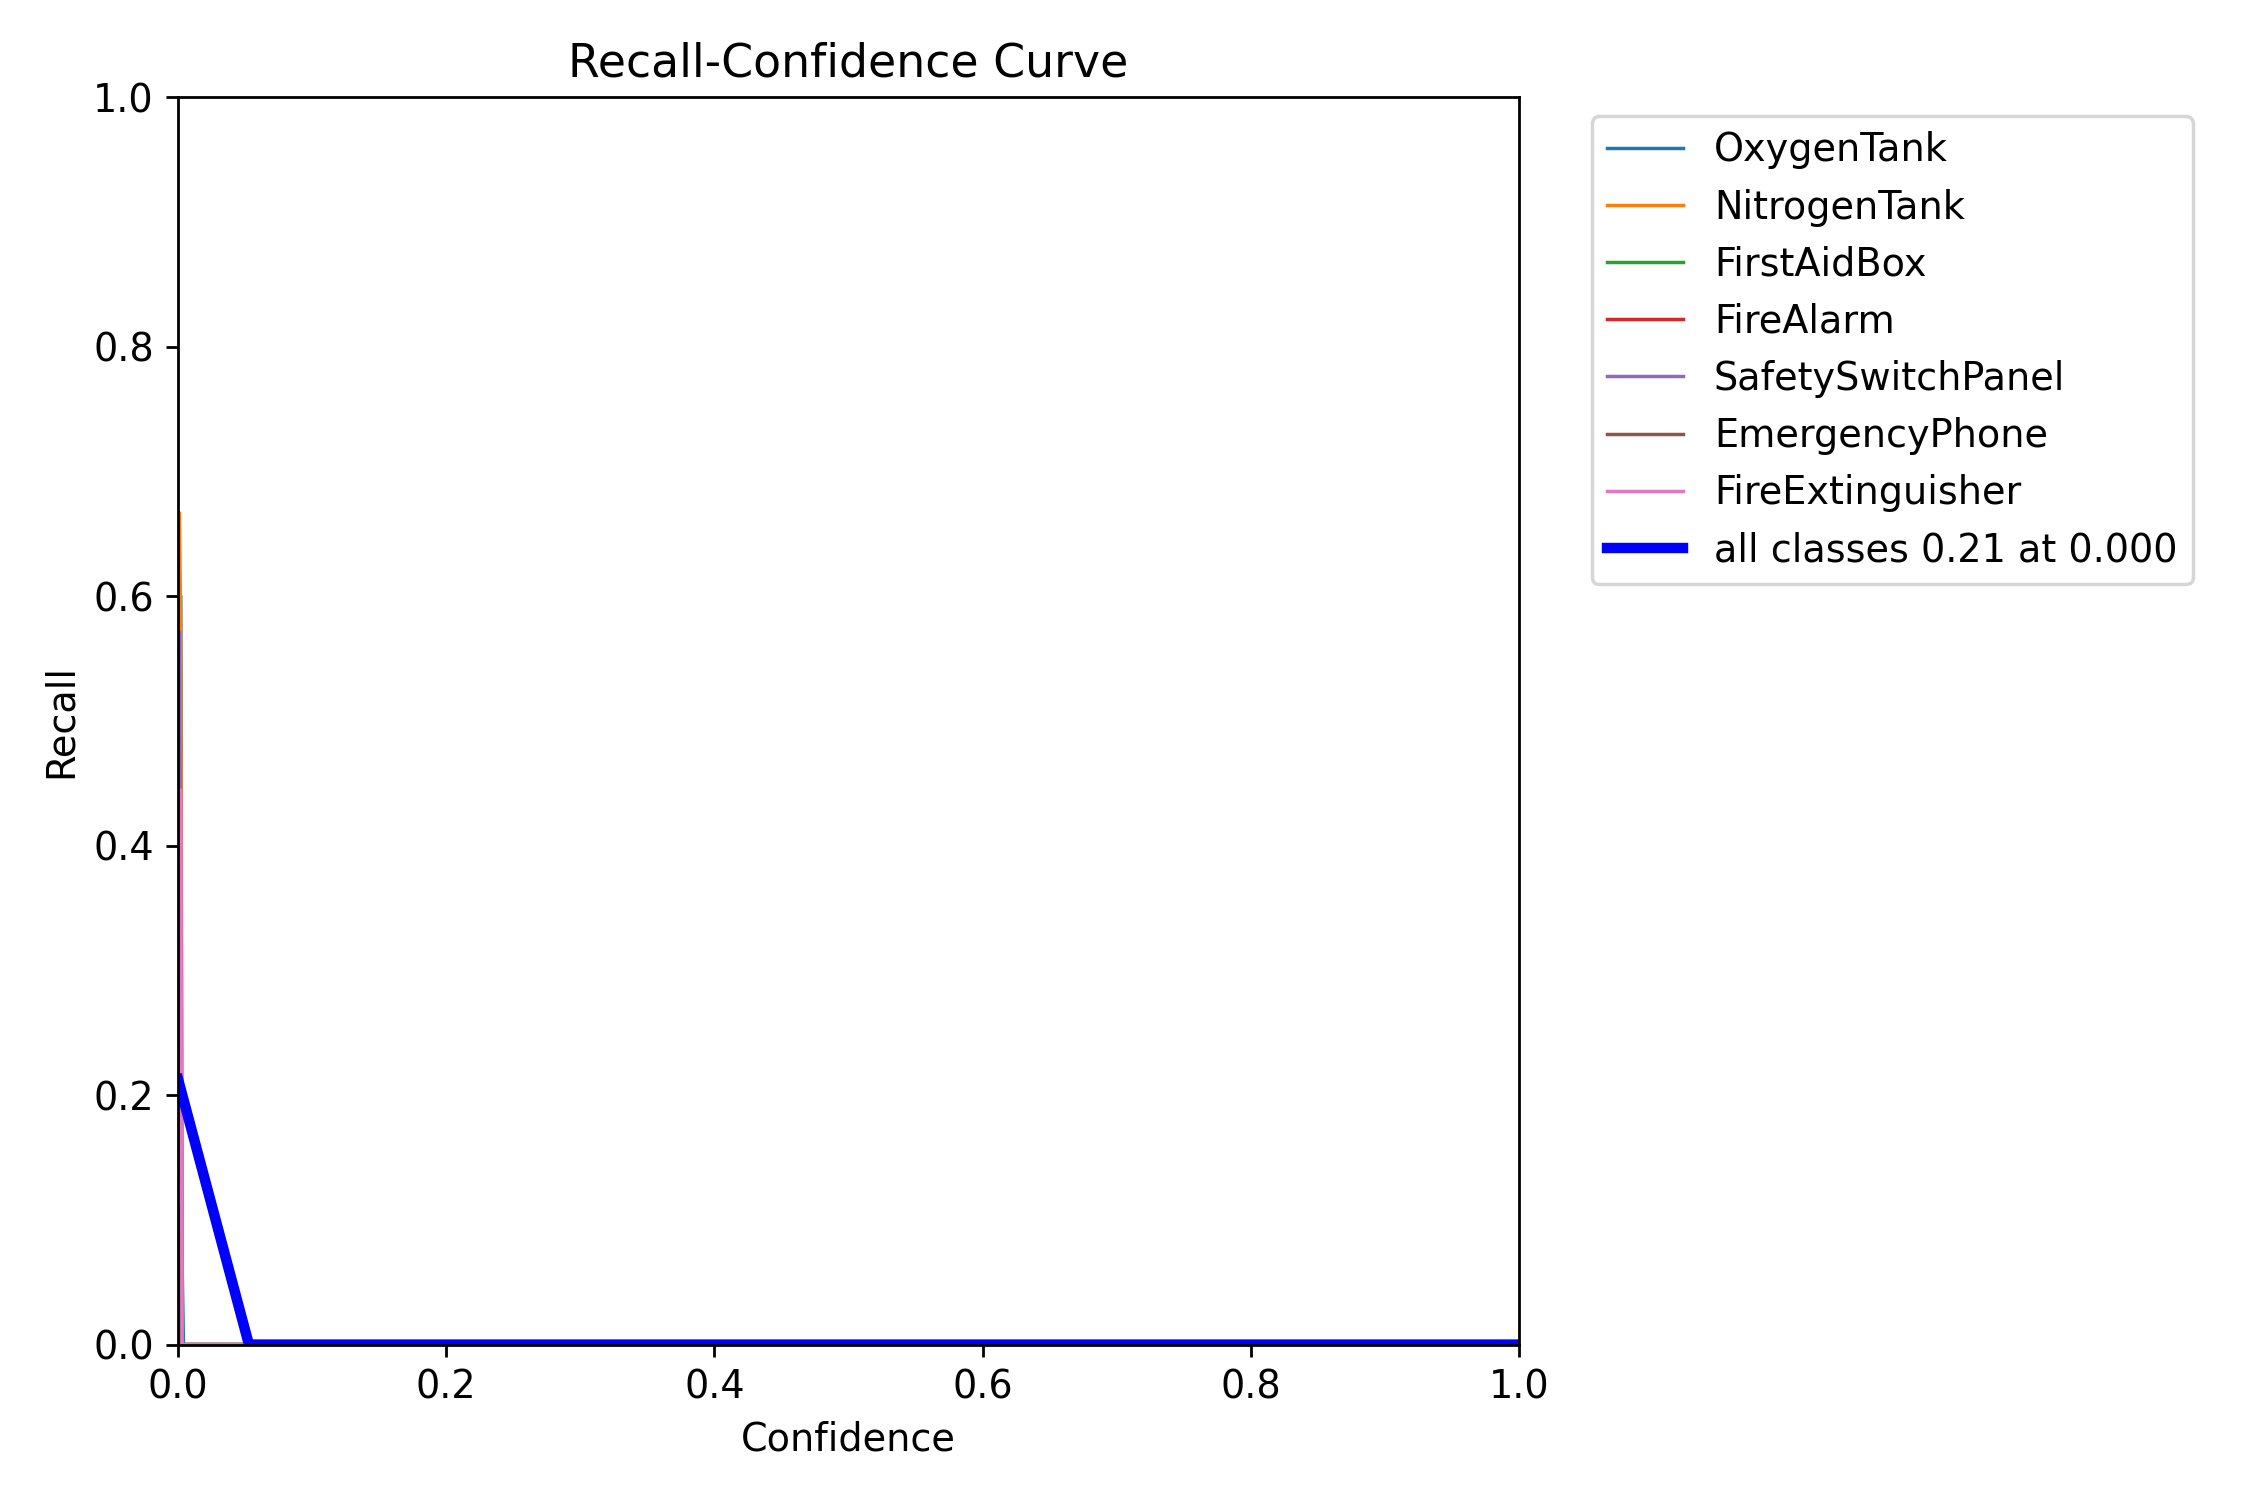 Recall-Confidence Curve
1.0
0.8
0.6
0.4
0.2
0.0
Recall
0.0 0.2 0.4 0.6 0.8 1.0
Confidence
OxygenTank
NitrogenTank
FirstAidBox
FireAlarm
SafetySwitchPanel
EmergencyPhone
FireExtinguisher
all classes 0.21 at 0.000